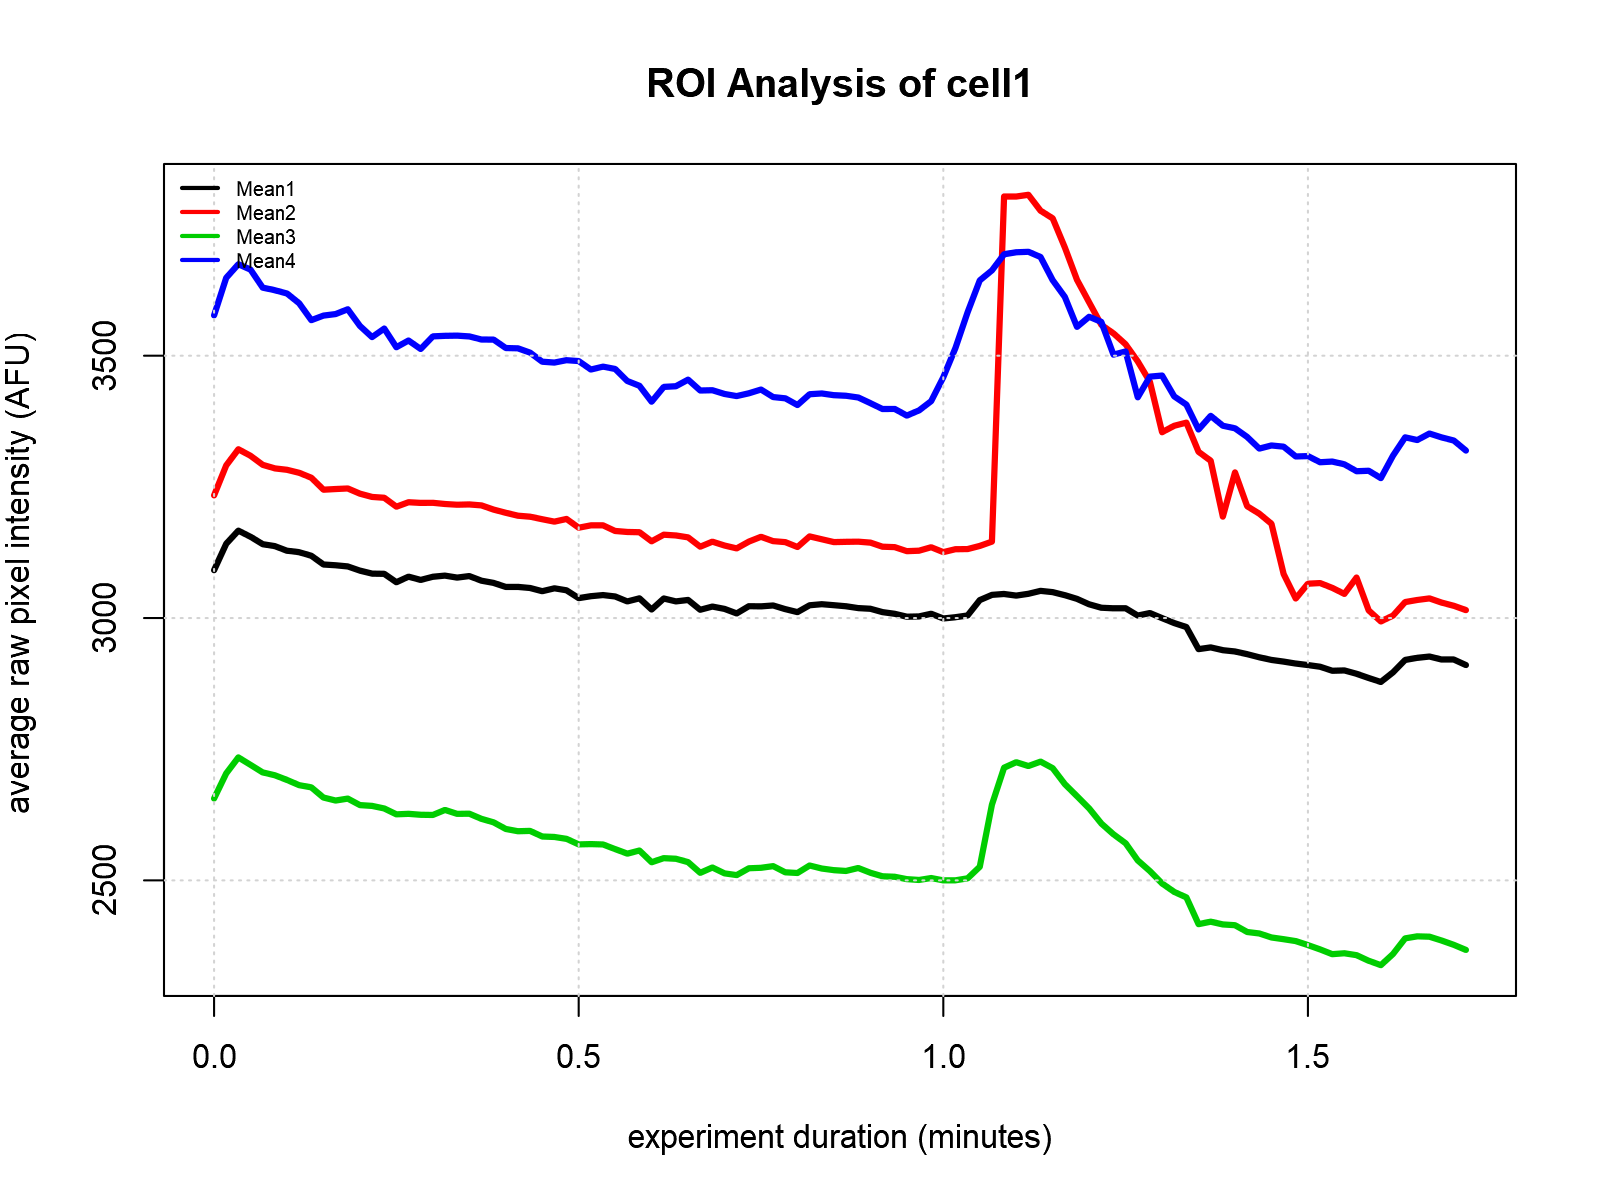 ROI Analysis of cell1
Mean1
Mean2
Mean3
Mean4
average raw pixel intensity (AFU)
3500
3000
2500
0.0 0.5 1.0 1.5
experiment duration (minutes)